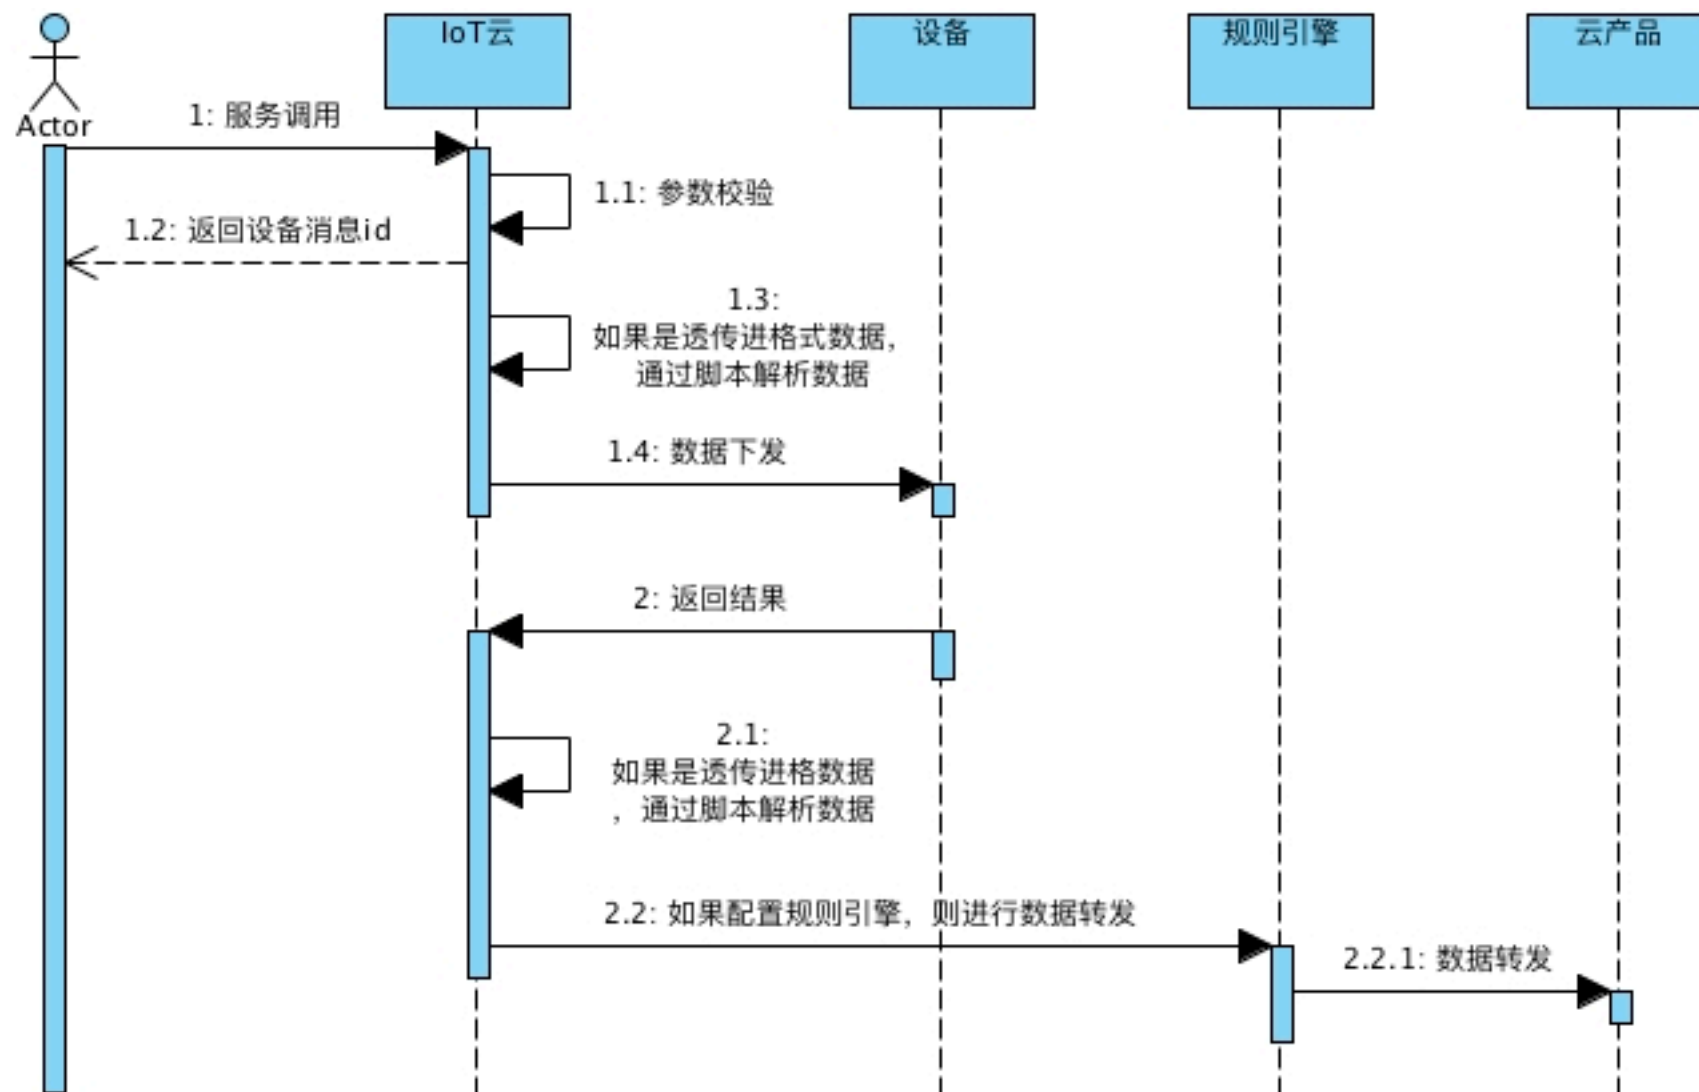 IoT云
设备
规则引擎
云产品
Actor
1: 服务调用
1.1: 参数校验
1.2: 返回设备消息id
1.3:
如果是透传进格式数据，
通过脚本解析数据
1.4: 数据下发
2: 返回结果
2.1:
如果是透传进格数据
，通过脚本解析数据
2.2: 如果配置规则引擎，则进行数据转发
2.2.1: 数据转发